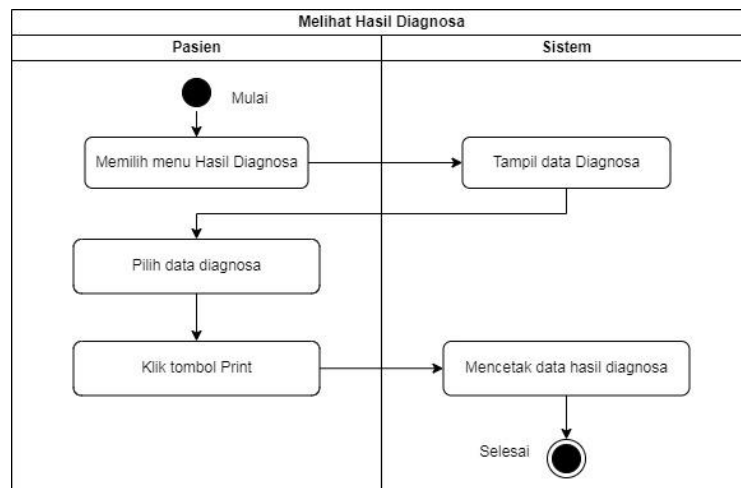 Melihat Hasil Diagnosa
Pasien
Sistem
Mulai
Memilih menu Hasil Diagnosa
Tampil data Diagnosa
Pilih data diagnosa
Klik tombol Print
Mencetak data hasil diagnosa
Selesai